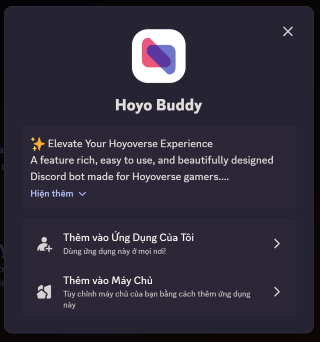 Hoyo Buddy
✨ Elevate Your Hoyoverse Experience
A feature rich, easy to use, and beautifully designed
Discord bot made for Hoyoverse gamers....
Hiện thêm
Thêm vào Ứng Dụng Của Tôi
Dùng ứng dụng này ở mọi nơi!
Thêm vào Máy Chủ
Tùy chỉnh máy chủ của bạn bằng cách thêm ứng dụng
này